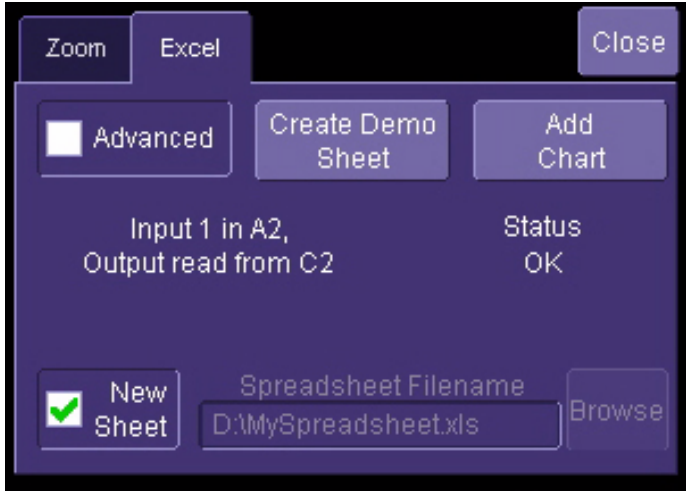 Zoom
Excel
Close
Advanced
Create Demo
Sheet
Add
Chart
Input 1 in A2,
Output read from C2
Status
OK
New
Sheet
Spreadsheet Filename
D:\MySpreadsheet.xls
Browse